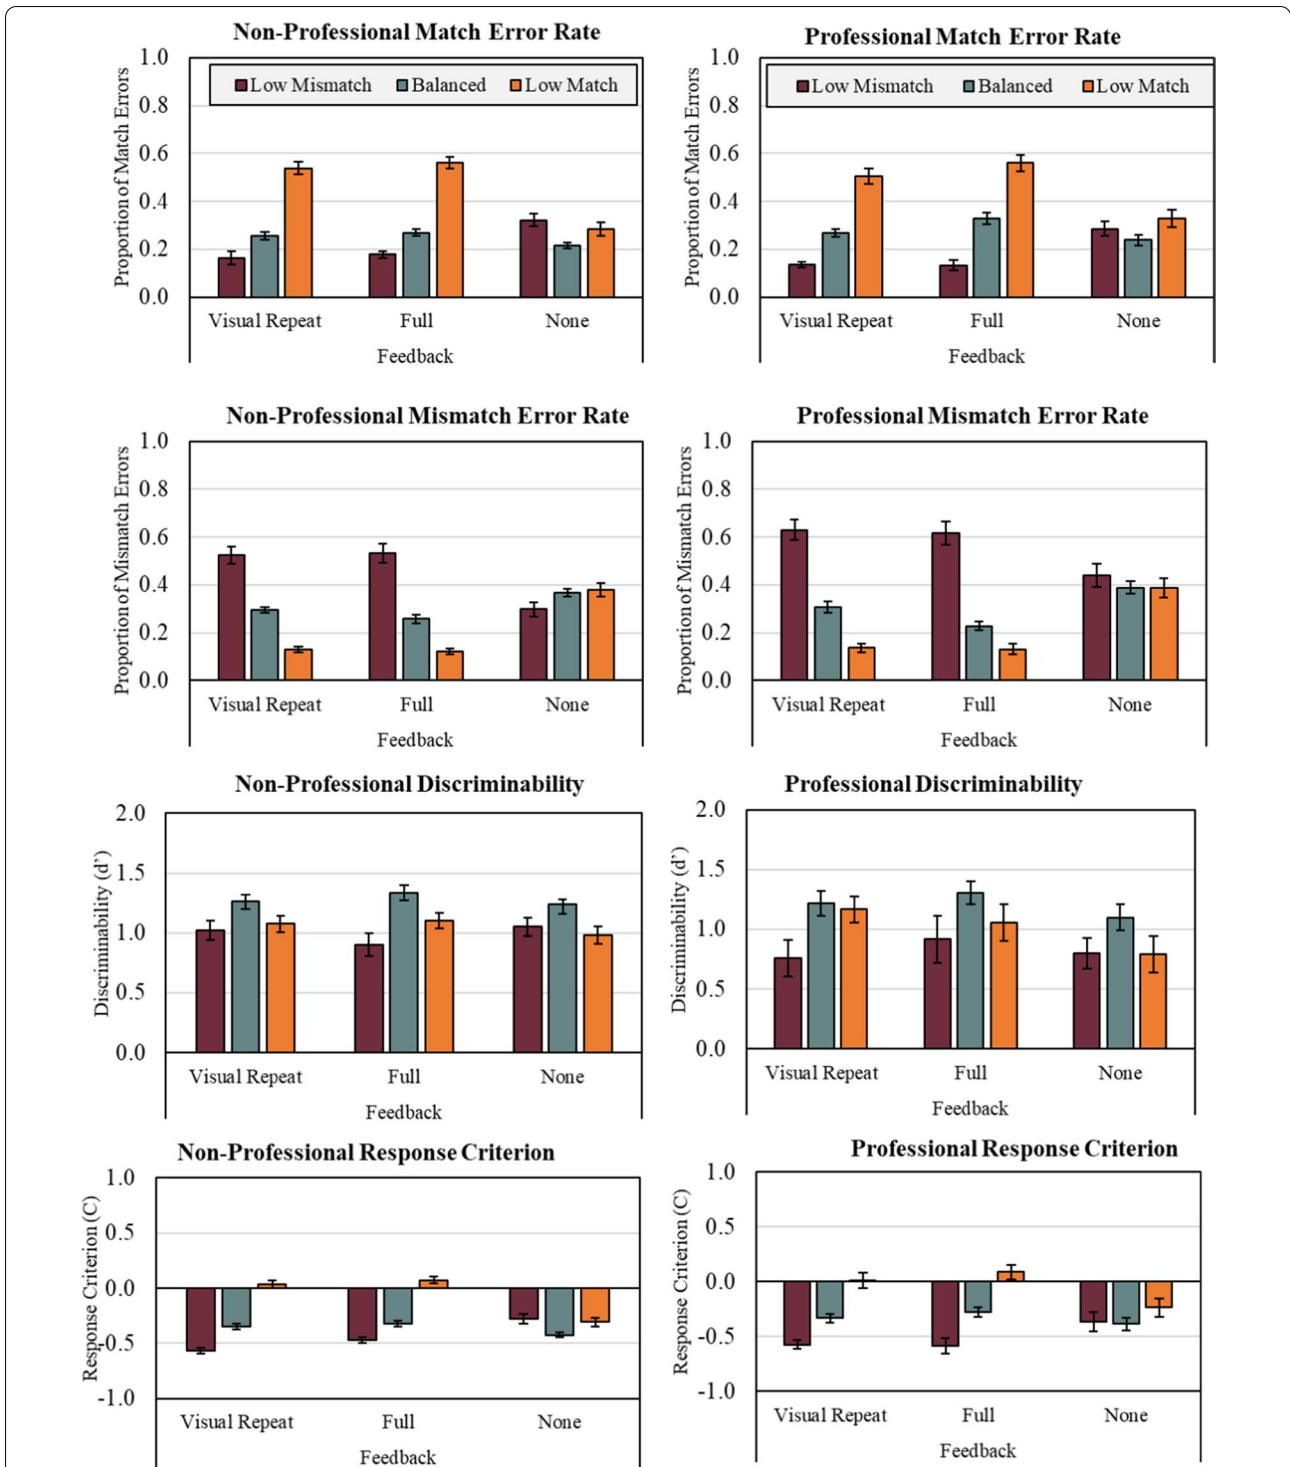 Non-Professional Match Error Rate
Proportion of Match Errors
1.0
0.8
0.6
0.4
0.2
0.0
Low Mismatch Balanced Low Match
Visual Repeat Full None
Feedback
Professional Match Error Rate
Proportion of Match Errors
1.0
0.8
0.6
0.4
0.2
0.0
Low Mismatch Balanced Low Match
Visual Repeat Full None
Feedback
Non-Professional Mismatch Error Rate
Proportion of Mismatch Errors
1.0
0.8
0.6
0.4
0.2
0.0
Visual Repeat Full None
Feedback
Professional Mismatch Error Rate
Proportion of Mismatch Errors
1.0
0.8
0.6
0.4
0.2
0.0
Visual Repeat Full None
Feedback
Non-Professional Discriminability
Discriminability (d’)
2.0
1.5
1.0
0.5
0.0
Visual Repeat Full None
Feedback
Professional Discriminability
Discriminability (d’)
2.0
1.5
1.0
0.5
0.0
Visual Repeat Full None
Feedback
Non-Professional Response Criterion
Response Criterion (C)
1.0
0.5
0.0
-0.5
-1.0
Visual Repeat Full None
Feedback
Professional Response Criterion
Response Criterion (C)
1.0
0.5
0.0
-0.5
-1.0
Visual Repeat Full None
Feedback